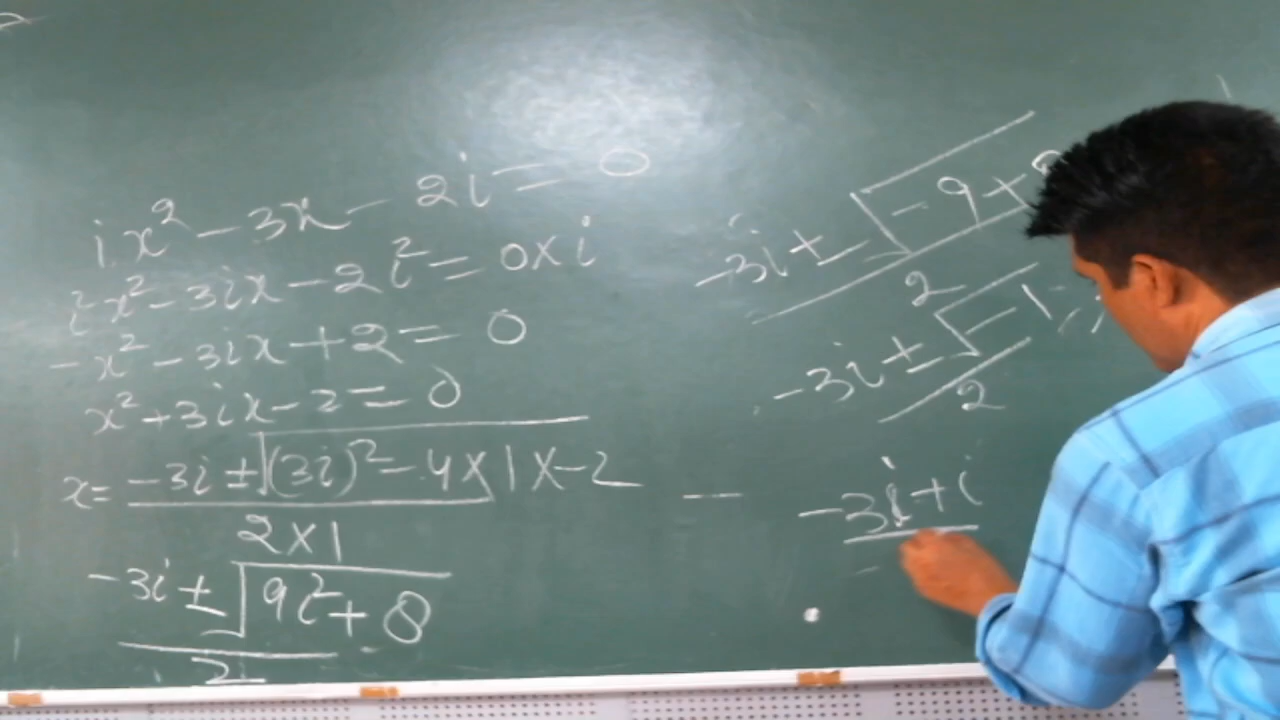 ix² - 3x - 2i = 0
i²x² - 3ix - 2i² = 0 x i
-x² - 3ix + 2 = 0
x² + 3ix - 2 = 0
x = -3i ± √(3i)² - 4 x 1 x -2
2 x 1
-3i ± √9i² + 8
2
-3i ± √-9 +
2
-3i ± √-1
2
-3i + i